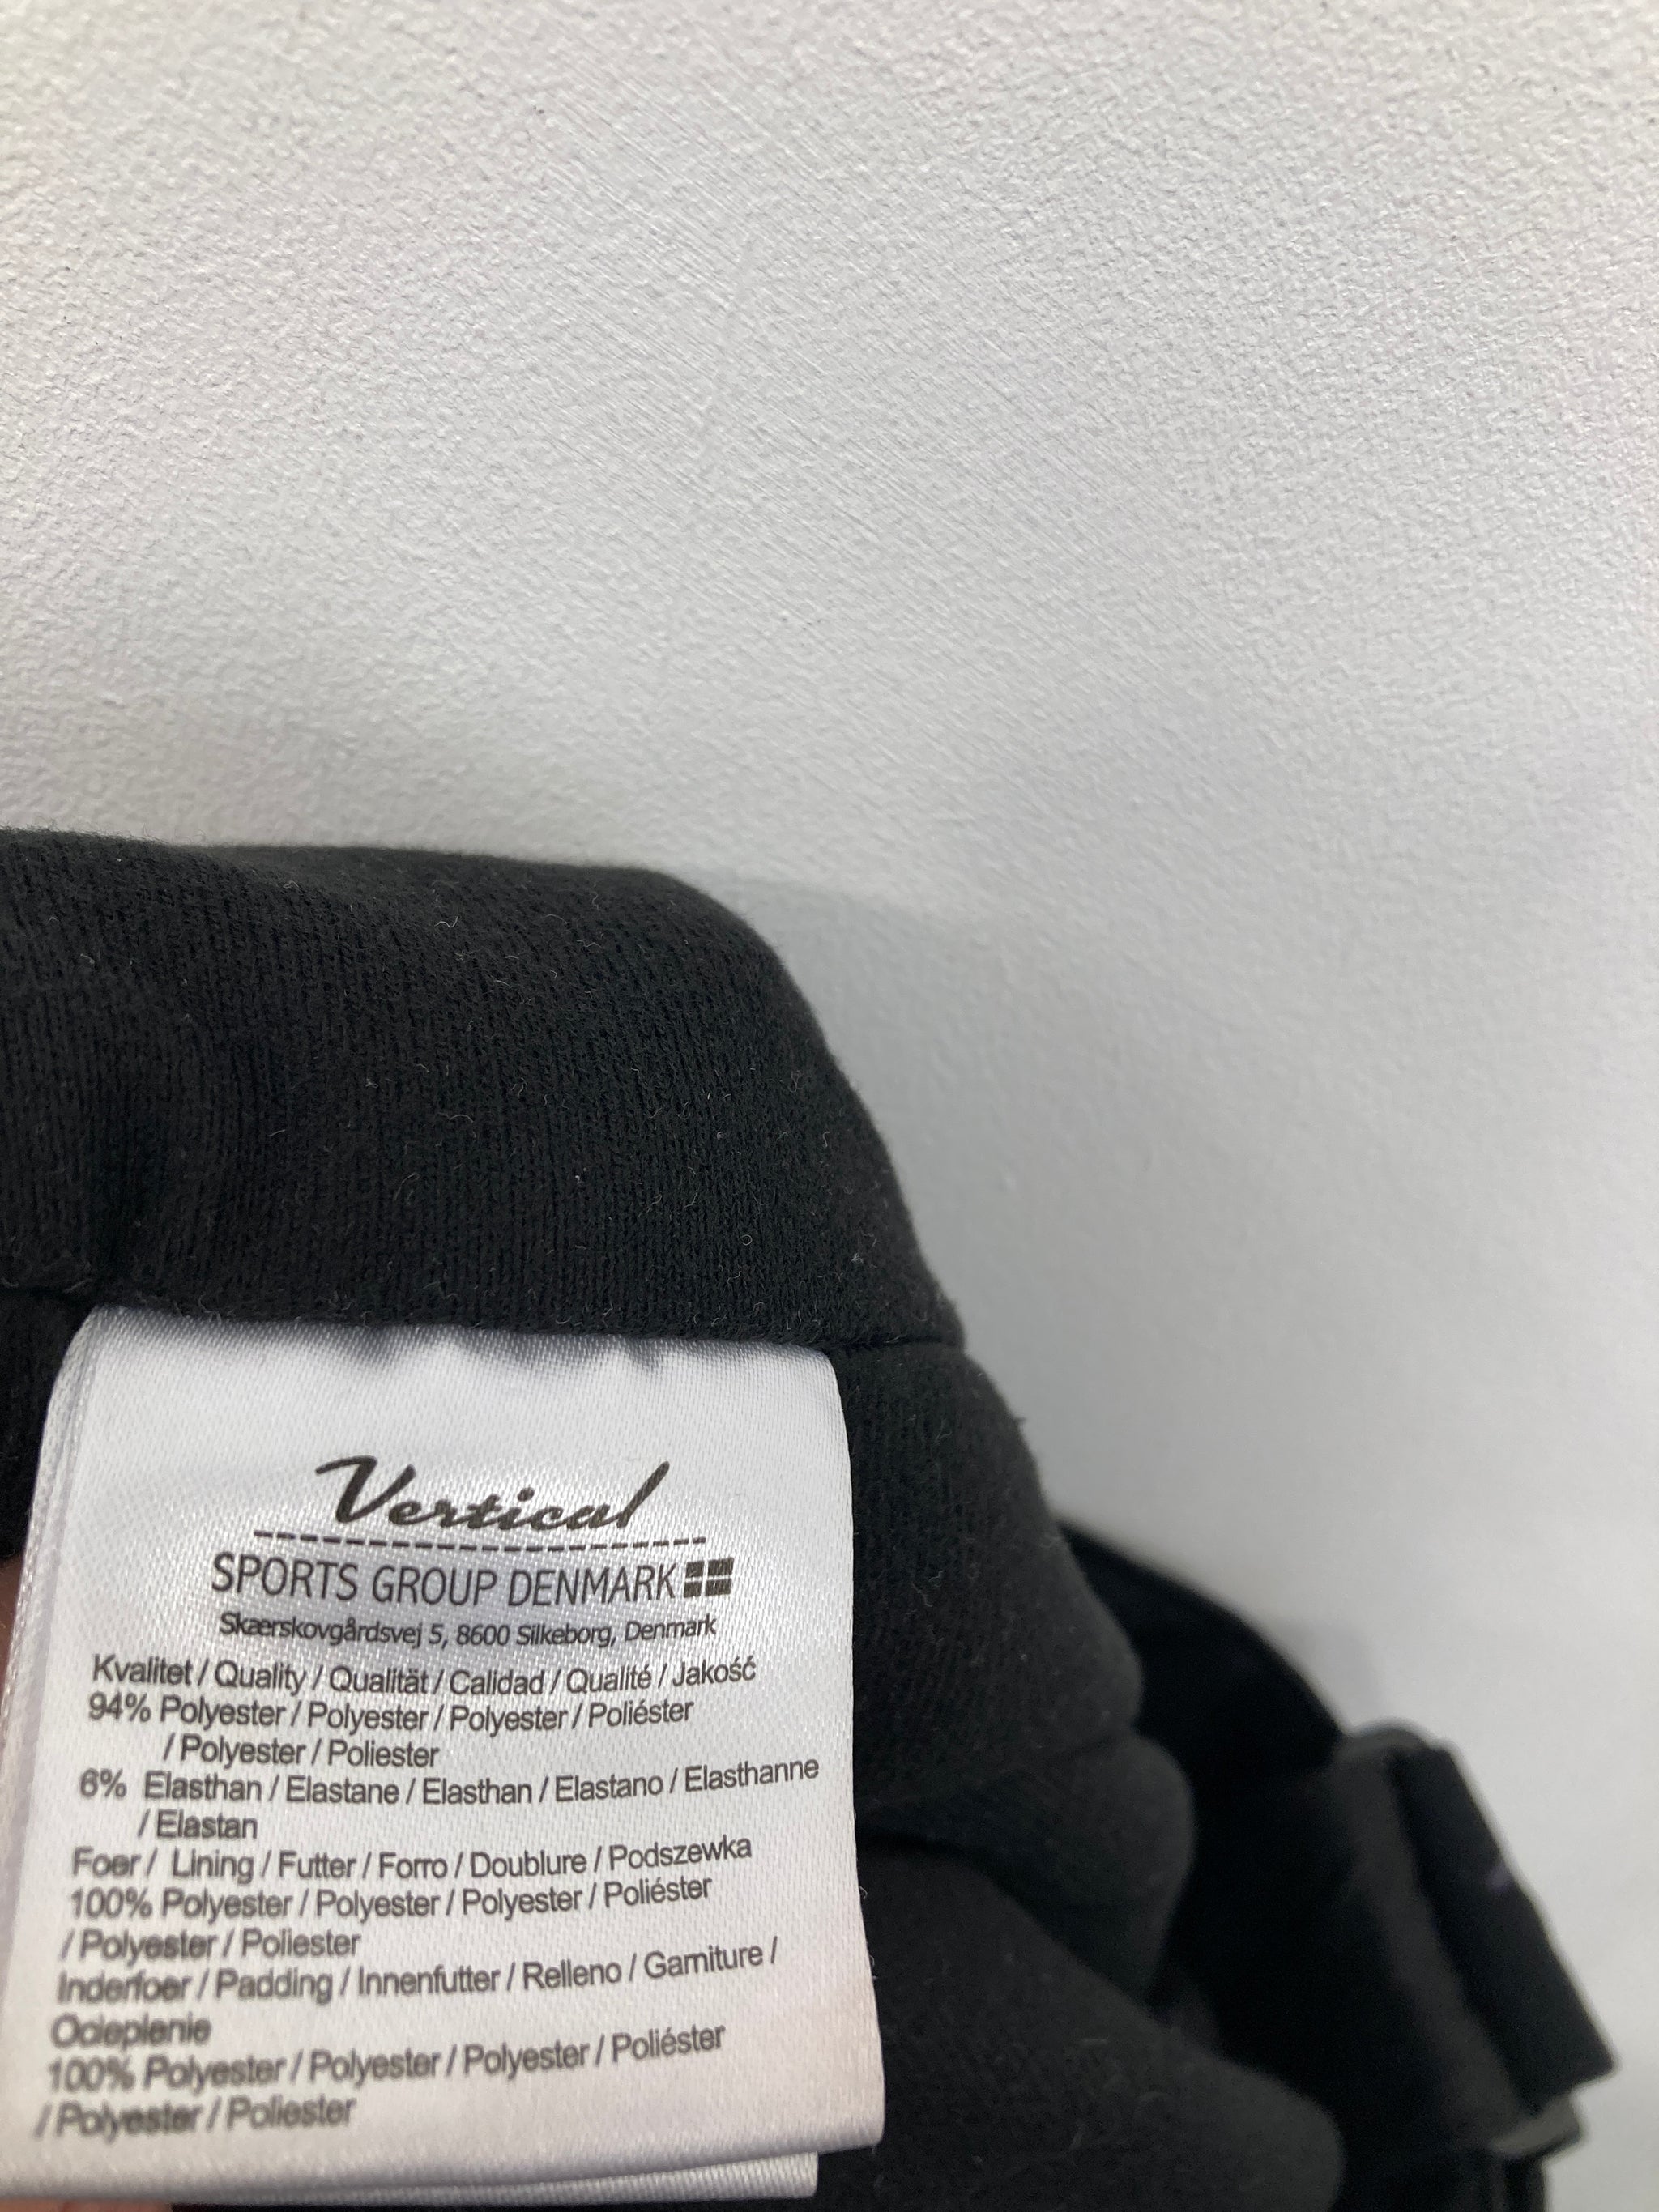 Vertical
SPORTS GROUP DENMARK
Skærskovgårdsvej 5, 8600 Silkeborg, Denmark
Kvalitet / Quality / Qualität / Calidad / Qualité / Jakość
94% Polyester / Polyester / Polyester / Poliéster
/ Polyester / Poliester
6% Elasthan / Elastane / Elasthan / Elastano / Elasthanne
/ Elastan
Foer / Lining / Futter / Forro / Doublure / Podszewka
100% Polyester / Polyester / Polyester / Poliéster
/ Polyester / Poliester
Inderfoer / Padding / Innenfutter / Relleno / Garniture /
Ocieplenie
100% Polyester / Polyester / Polyester / Poliéster
/ Polyester / Poliester